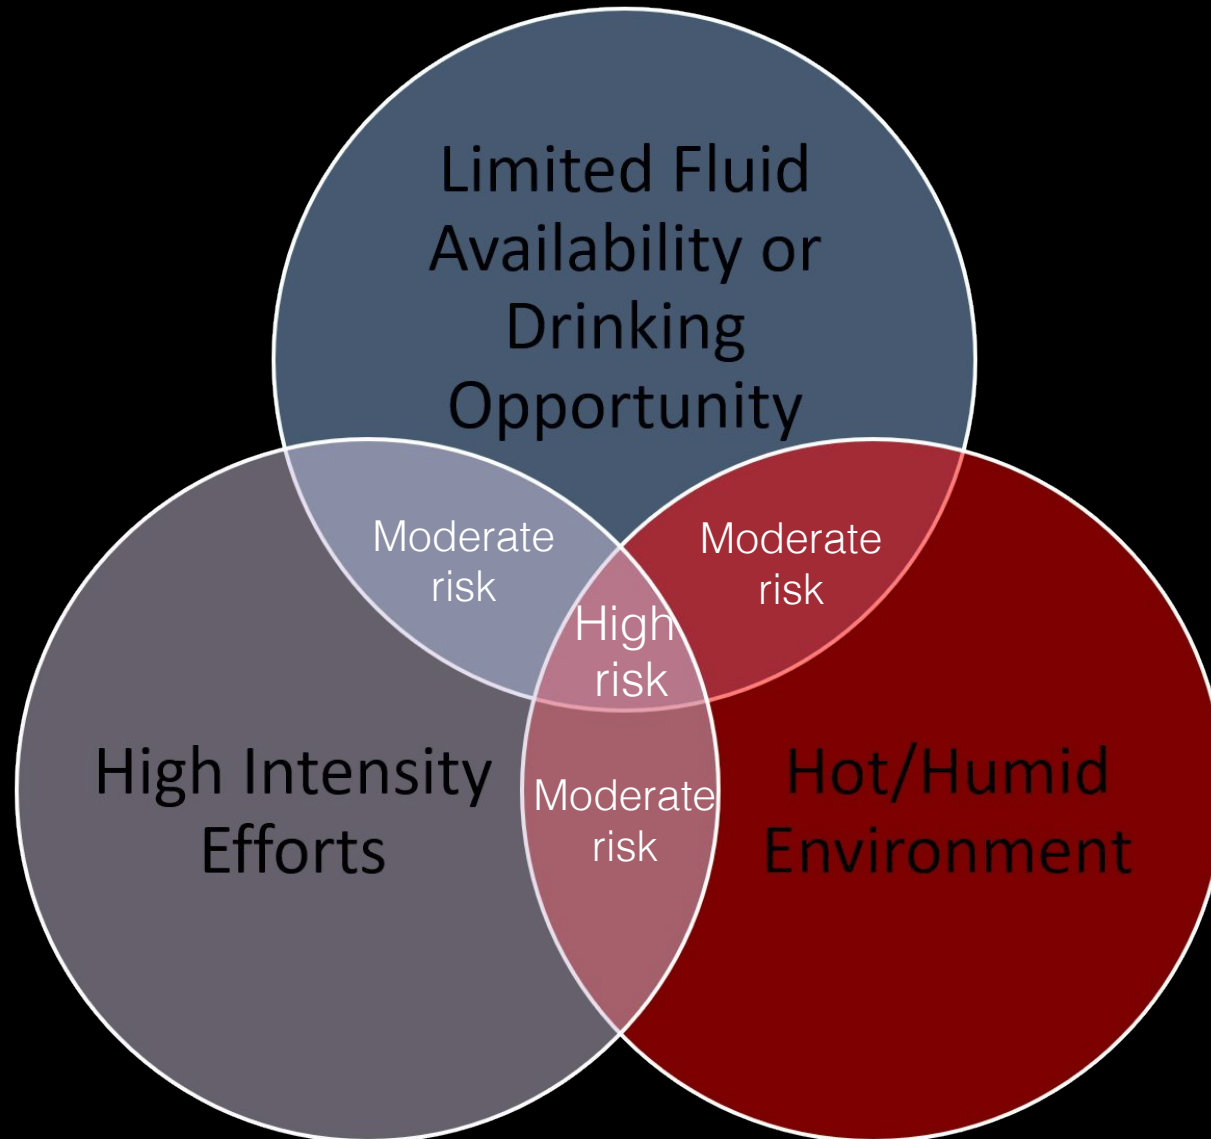 Limited Fluid
Availability or
Drinking
Opportunity
Moderate
risk
Moderate
risk
High
risk
High Intensity
Efforts
Moderate
risk
Hot/Humid
Environment